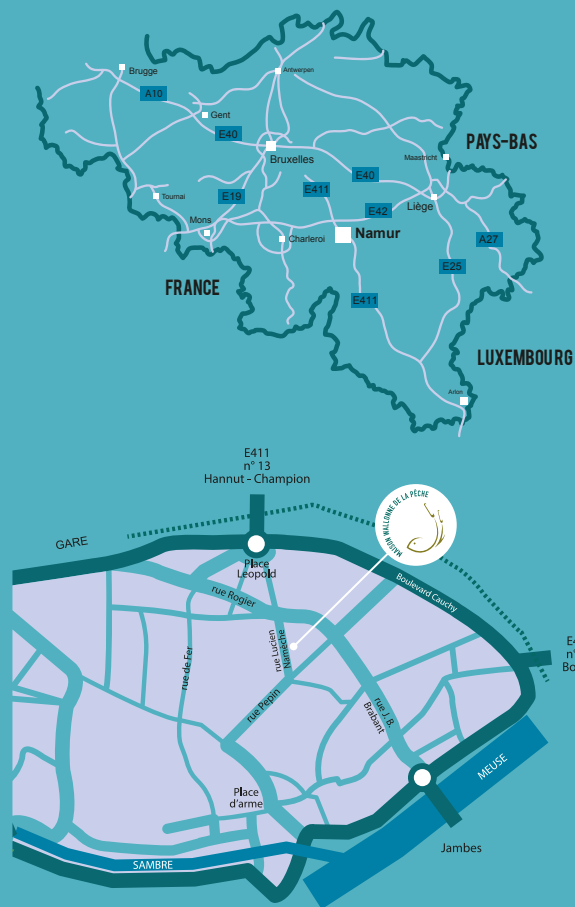 Brugge
Antwerpen
A10
Gent
E40
PAYS-BAS
Bruxelles
Maastricht
E411
E40
Tournai
E19
Liège
E42
Mons
Charleroi
Namur
A27
FRANCE
E25
E411
LUXEMBOURG
Arlon
E411
n° 13
Hannut - Champion
MAISON WALLONNE DE LA PÊCHE
GARE
Place
Léopold
Boulevard Cauchy
rue Rogier
rue de Fer
rue Lucien
Namèche
rue Pepin
rue J. B.
Brabant
MEUSE
Place
d'arme
Jambes
SAMBRE